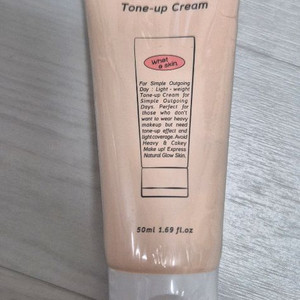 Tone-up Cream
What
a skin
For Simple Outgoing
Day : Light - weight
Tone-up Cream for
Simple Outgoing
Days. Perfect for
those who don't
want to wear heavy
makeup but need
tone-up effect and
light coverage. Avoid
Heavy & Cakey
Make up! Express
Natural Glow Skin.
50ml 1.69 fl.oz